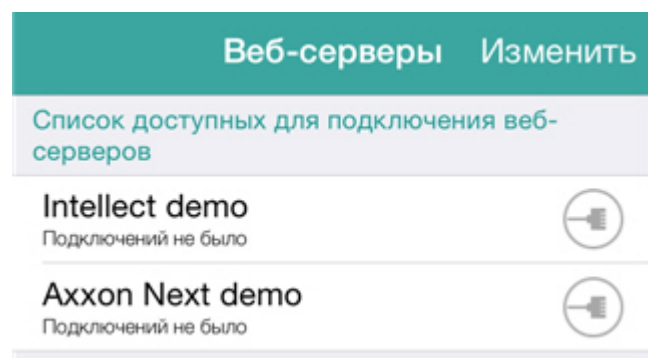 Веб-серверы Изменить
Список доступных для подключения веб-
серверов
Intellect demo
Подключений не было
Axxon Next demo
Подключений не было